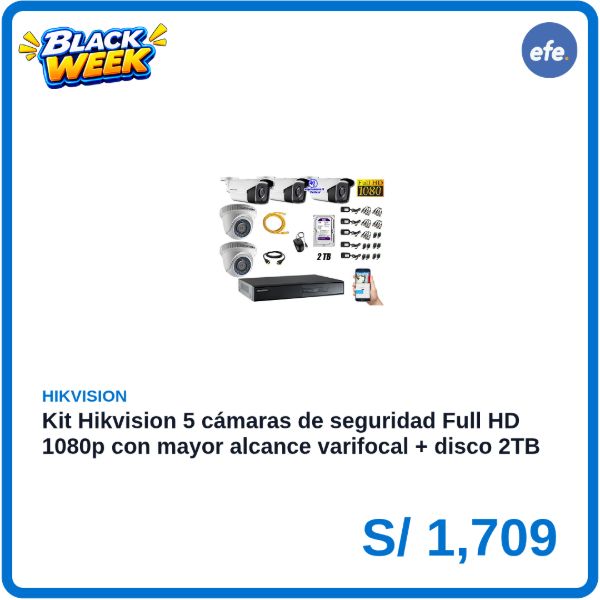 BLACK
WEEK
efe.
Full HD
1080
2 TB
HIKVISION
Kit Hikvision 5 cámaras de seguridad Full HD
1080p con mayor alcance varifocal + disco 2TB
S/ 1,709